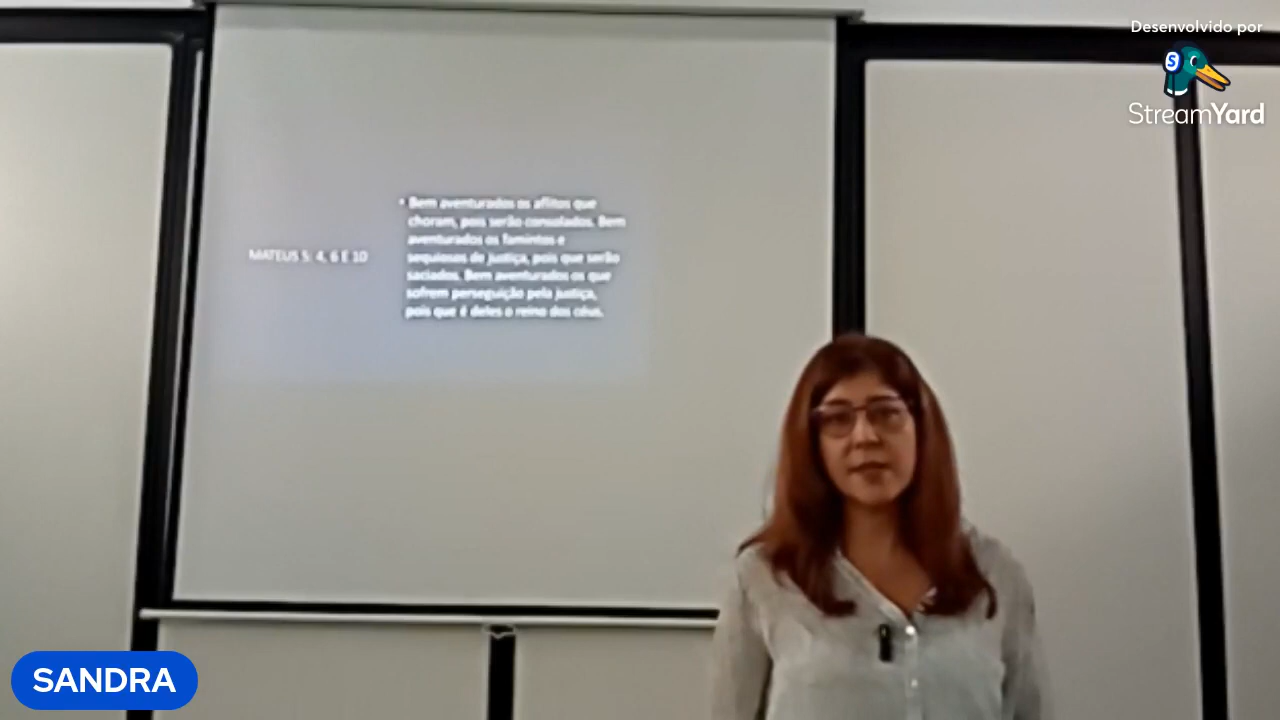 Desenvolvido por
S
StreamYard
MATEUS 5: 4, 6 E 10
• Bem aventurados os aflitos que
choram, pois serão consolados. Bem
aventurados os famintos e
sequiosos de justiça, pois que serão
saciados. Bem aventurados os que
sofrem perseguição pela justiça,
pois que é deles o reino dos céus.
SANDRA